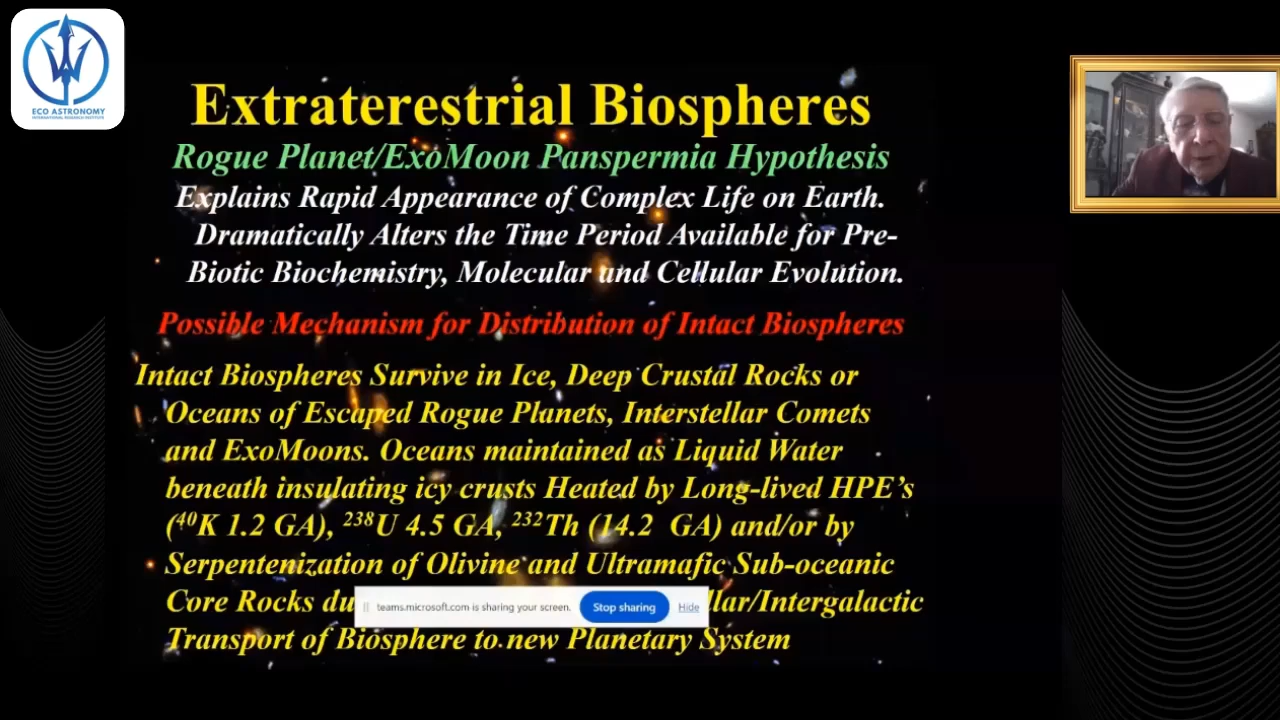 ECO ASTRONOMY
INTERNATIONAL RESEARCH INSTITUTE
Extraterestrial Biospheres
Rogue Planet/ExoMoon Panspermia Hypothesis
Explains Rapid Appearance of Complex Life on Earth.
Dramatically Alters the Time Period Available for Pre-
Biotic Biochemistry, Molecular and Cellular Evolution.
Possible Mechanism for Distribution of Intact Biospheres
Intact Biospheres Survive in Ice, Deep Crustal Rocks or
Oceans of Escaped Rogue Planets, Interstellar Comets
and ExoMoons. Oceans maintained as Liquid Water
beneath insulating icy crusts Heated by Long-lived HPE's
(⁴⁰K 1.2 GA), ²³⁸U 4.5 GA, ²³²Th (14.2 GA) and/or by
Serpentenization of Olivine and Ultramafic Sub-oceanic
Core Rocks du llar/Intergalactic
teams.microsoft.com is sharing your screen. Stop sharing Hide
Transport of Biosphere to new Planetary System